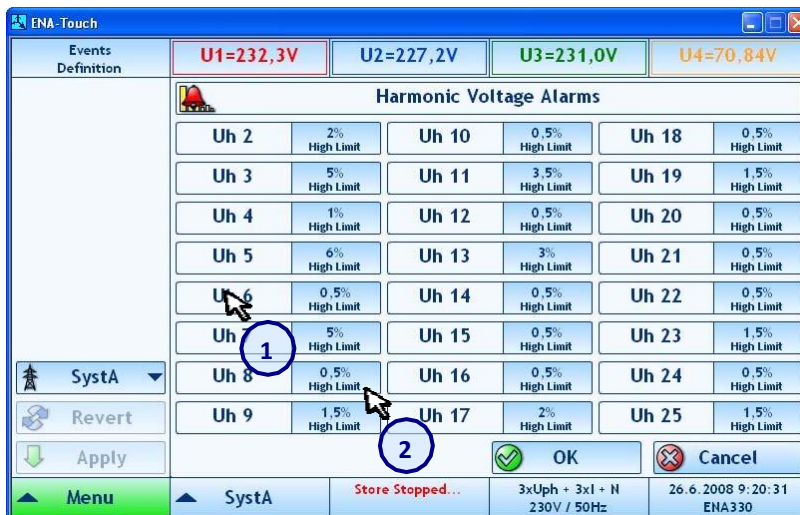 ENA-Touch
Events
Definition
U1=232,3V
U2=227,2V
U3=231,0V
U4=70,84V
Harmonic Voltage Alarms
Uh 2
2%
High Limit
Uh 10
0,5%
High Limit
Uh 18
0,5%
High Limit
Uh 3
5%
High Limit
Uh 11
3,5%
High Limit
Uh 19
1,5%
High Limit
Uh 4
1%
High Limit
Uh 12
0,5%
High Limit
Uh 20
0,5%
High Limit
Uh 5
6%
High Limit
Uh 13
3%
High Limit
Uh 21
0,5%
High Limit
Uh 6
0,5%
High Limit
Uh 14
0,5%
High Limit
Uh 22
0,5%
High Limit
Uh
5%
High Limit
Uh 15
0,5%
High Limit
Uh 23
1,5%
High Limit
1
SystA
Uh 8
0,5%
High Limit
Uh 16
0,5%
High Limit
Uh 24
0,5%
High Limit
Revert
Uh 9
1,5%
High Limit
Uh 17
2%
High Limit
Uh 25
1,5%
High Limit
2
Apply
OK
Cancel
Menu
SystA
Store Stopped...
3xUph + 3xI + N
230V / 50Hz
26.6.2008 9:20:31
ENA330